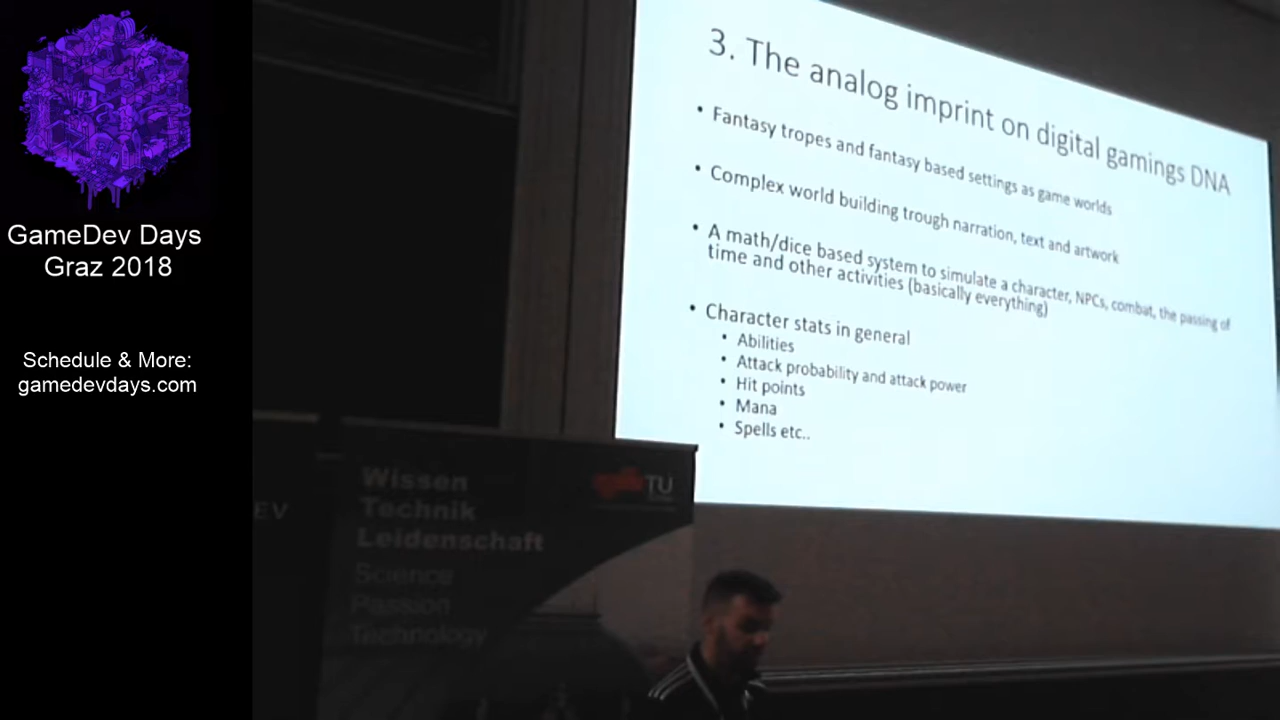 GameDev Days
Graz 2018
Schedule & More:
gamedevdays.com
3. The analog imprint on digital gamings DNA
• Fantasy tropes and fantasy based settings as game worlds
• Complex world building trough narration, text and artwork
• A math/dice based system to simulate a character, NPCs, combat, the passing of
time and other activities (basically everything)
• Character stats in general
• Abilities
• Attack probability and attack power
• Hit points
• Mana
• Spells etc..
EV
Wissen
Technik
Leidenschaft
TU
Science
Passion
Technology